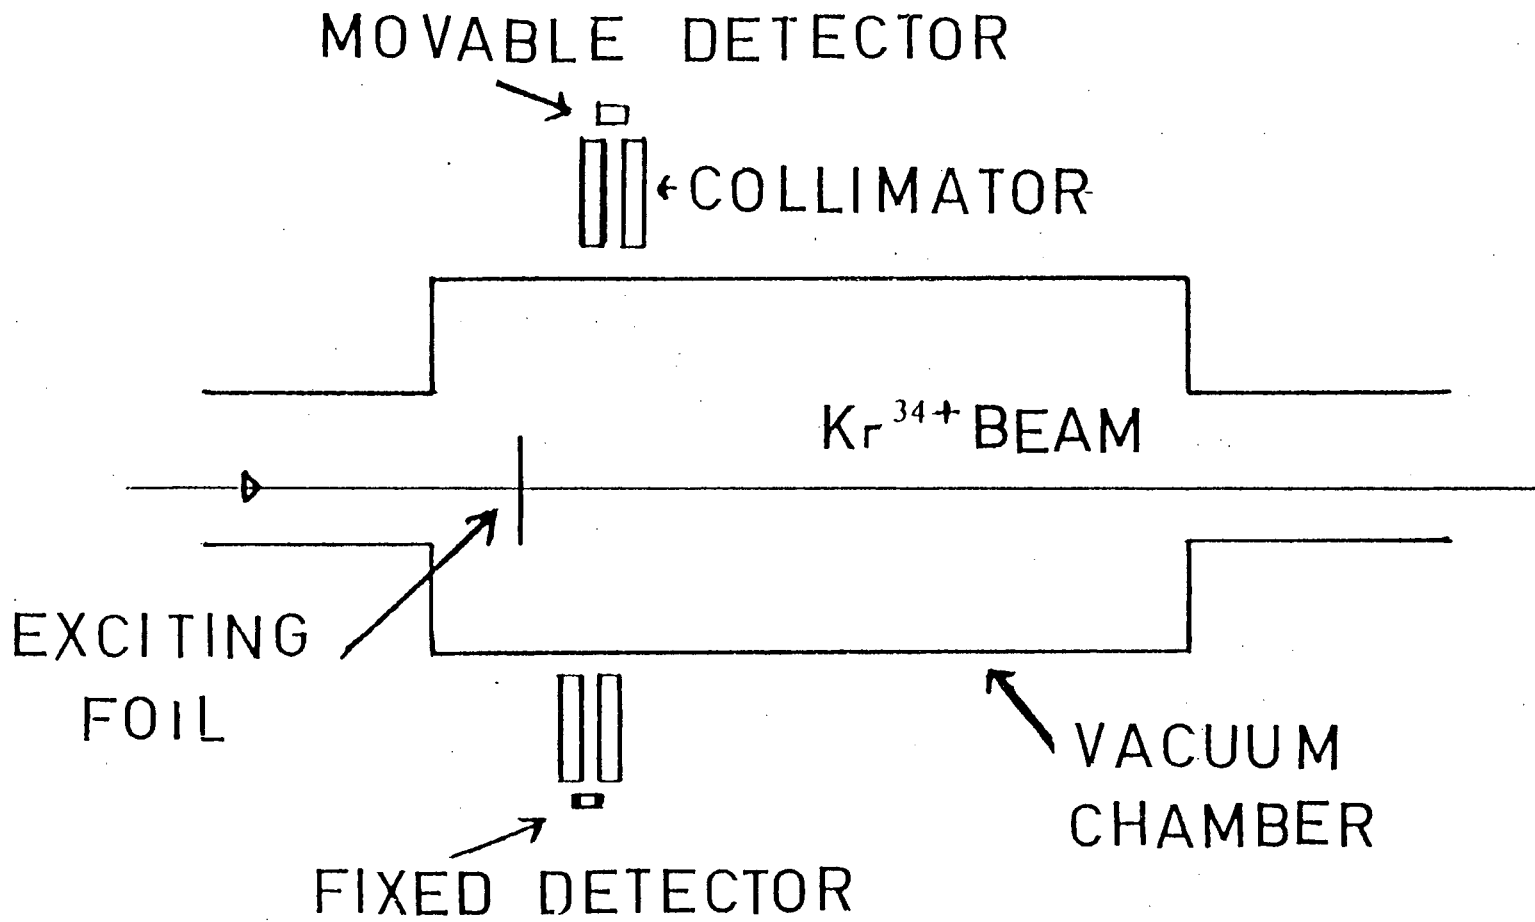 MOVABLE DETECTOR
COLLIMATOR
Kr³⁴⁺ BEAM
EXCITING
FOIL
VACUUM
CHAMBER
FIXED DETECTOR